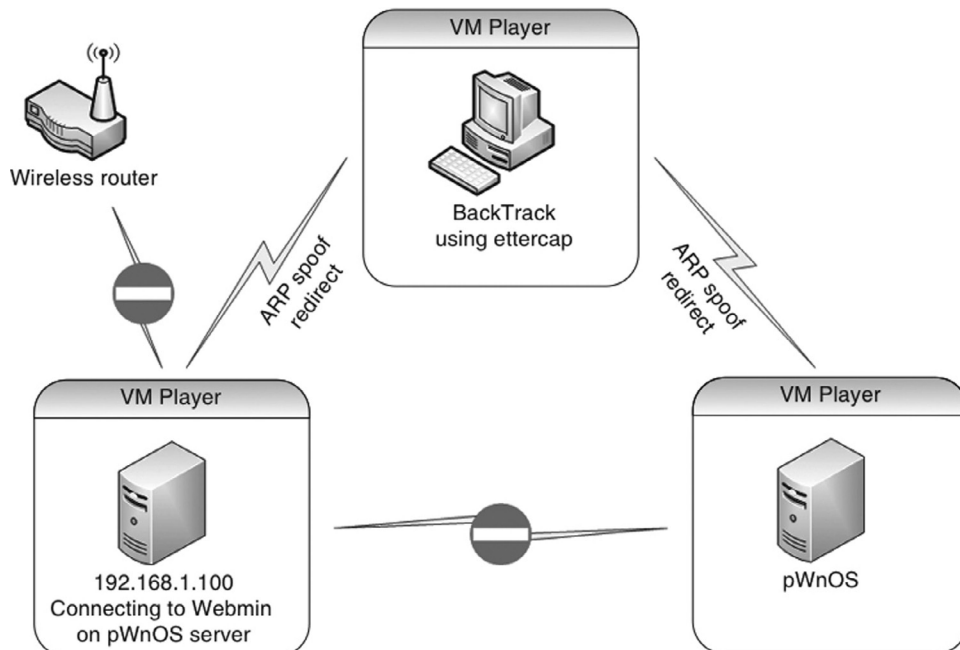 VM Player
Wireless router
BackTrack
using ettercap
ARP spoof
redirect
ARP spoof
redirect
VM Player
192.168.1.100
Connecting to Webmin
on pWnOS server
VM Player
pWnOS